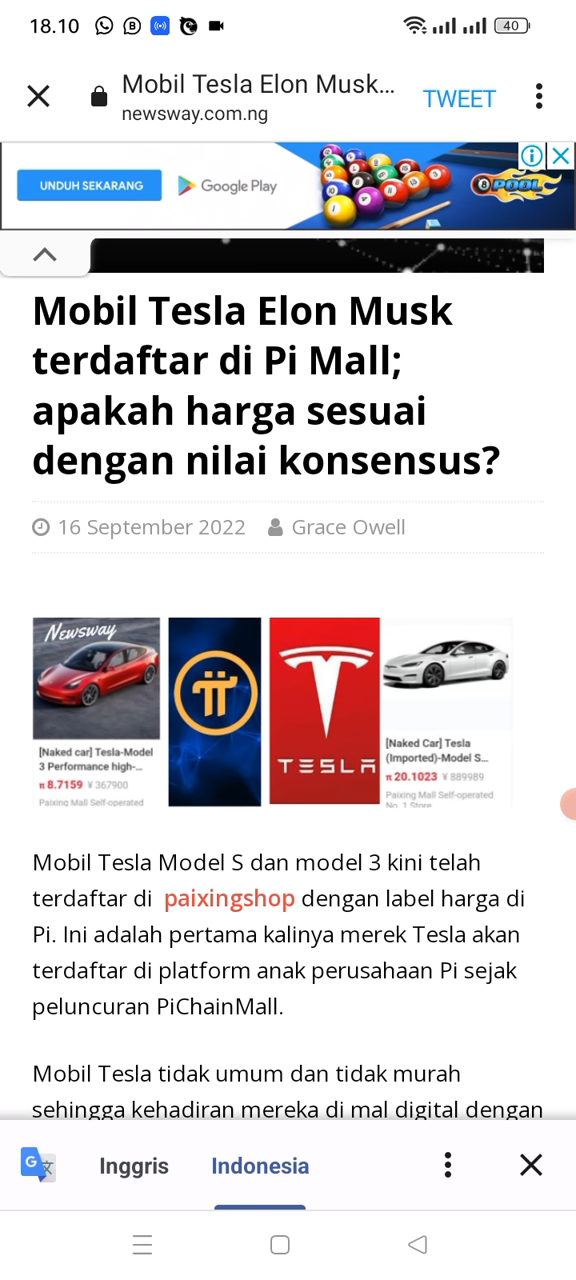 18.10
40
Mobil Tesla Elon Musk...
newsway.com.ng
TWEET
UNDUH SEKARANG
Google Play
8 POOL
Mobil Tesla Elon Musk
terdaftar di Pi Mall;
apakah harga sesuai
dengan nilai konsensus?
16 September 2022 Grace Owell
Newsway
[Naked car] Tesla-Model
3 Performance high-...
π 8.7159 ¥ 367900
Paixing Mall Self-operated
TESLA
[Naked Car] Tesla
(Imported)-Model S...
π 20.1023 ¥ 889989
Paixing Mall Self-operated
No. 1 Store
Mobil Tesla Model S dan model 3 kini telah
terdaftar di paixingshop dengan label harga di
Pi. Ini adalah pertama kalinya merek Tesla akan
terdaftar di platform anak perusahaan Pi sejak
peluncuran PiChainMall.
Mobil Tesla tidak umum dan tidak murah
sehingga kehadiran mereka di mal digital dengan
Inggris
Indonesia